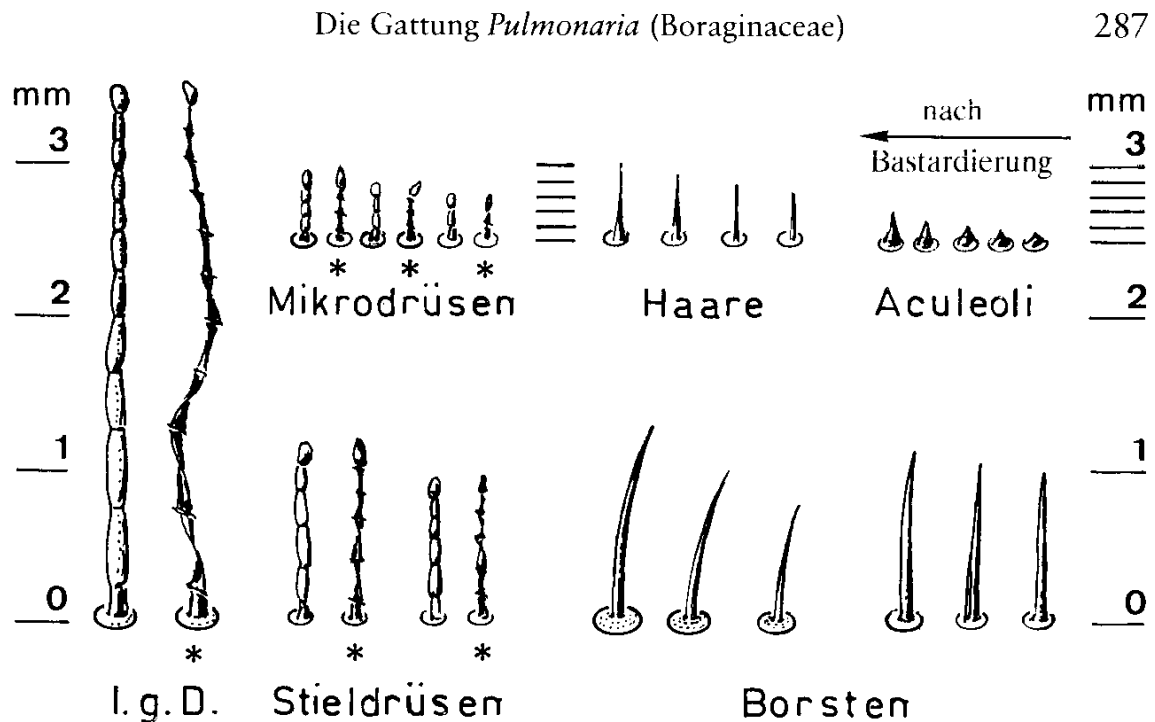 Die Gattung Pulmonaria (Boraginaceae) 287
mm
3
2
1
0
nach
Bastardierung
mm
3
2
1
0
* * *
Mikrodrüsen Haare Aculeoli
* * *
l. g. D. Stieldrüsen Borsten